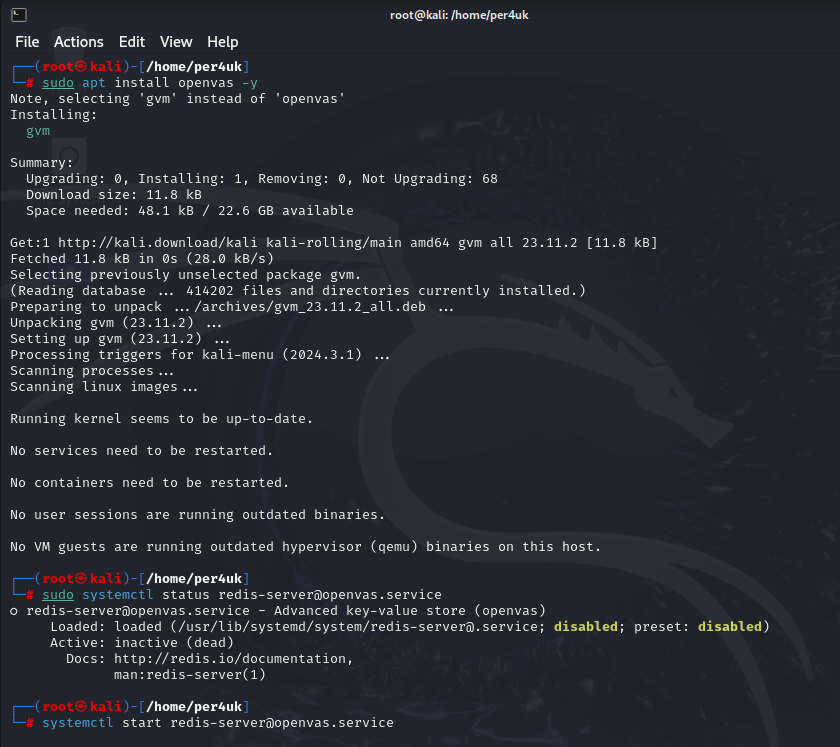 root@kali: /home/per4uk
File Actions Edit View Help
┌──(root㉿kali)-[/home/per4uk]
└─# sudo apt install openvas -y
Note, selecting 'gvm' instead of 'openvas'
Installing:
  gvm
Summary:
  Upgrading: 0, Installing: 1, Removing: 0, Not Upgrading: 68
  Download size: 11.8 kB
  Space needed: 48.1 kB / 22.6 GB available
Get:1 http://kali.download/kali kali-rolling/main amd64 gvm all 23.11.2 [11.8 kB]
Fetched 11.8 kB in 0s (28.0 kB/s)
Selecting previously unselected package gvm.
(Reading database ... 414202 files and directories currently installed.)
Preparing to unpack .../archives/gvm_23.11.2_all.deb ...
Unpacking gvm (23.11.2) ...
Setting up gvm (23.11.2) ...
Processing triggers for kali-menu (2024.3.1) ...
Scanning processes...
Scanning linux images...
Running kernel seems to be up-to-date.
No services need to be restarted.
No containers need to be restarted.
No user sessions are running outdated binaries.
No VM guests are running outdated hypervisor (qemu) binaries on this host.
┌──(root㉿kali)-[/home/per4uk]
└─# sudo systemctl status redis-server@openvas.service
○ redis-server@openvas.service - Advanced key-value store (openvas)
     Loaded: loaded (/usr/lib/systemd/system/redis-server@.service; disabled; preset: disabled)
     Active: inactive (dead)
       Docs: http://redis.io/documentation,
             man:redis-server(1)
┌──(root㉿kali)-[/home/per4uk]
└─# systemctl start redis-server@openvas.service